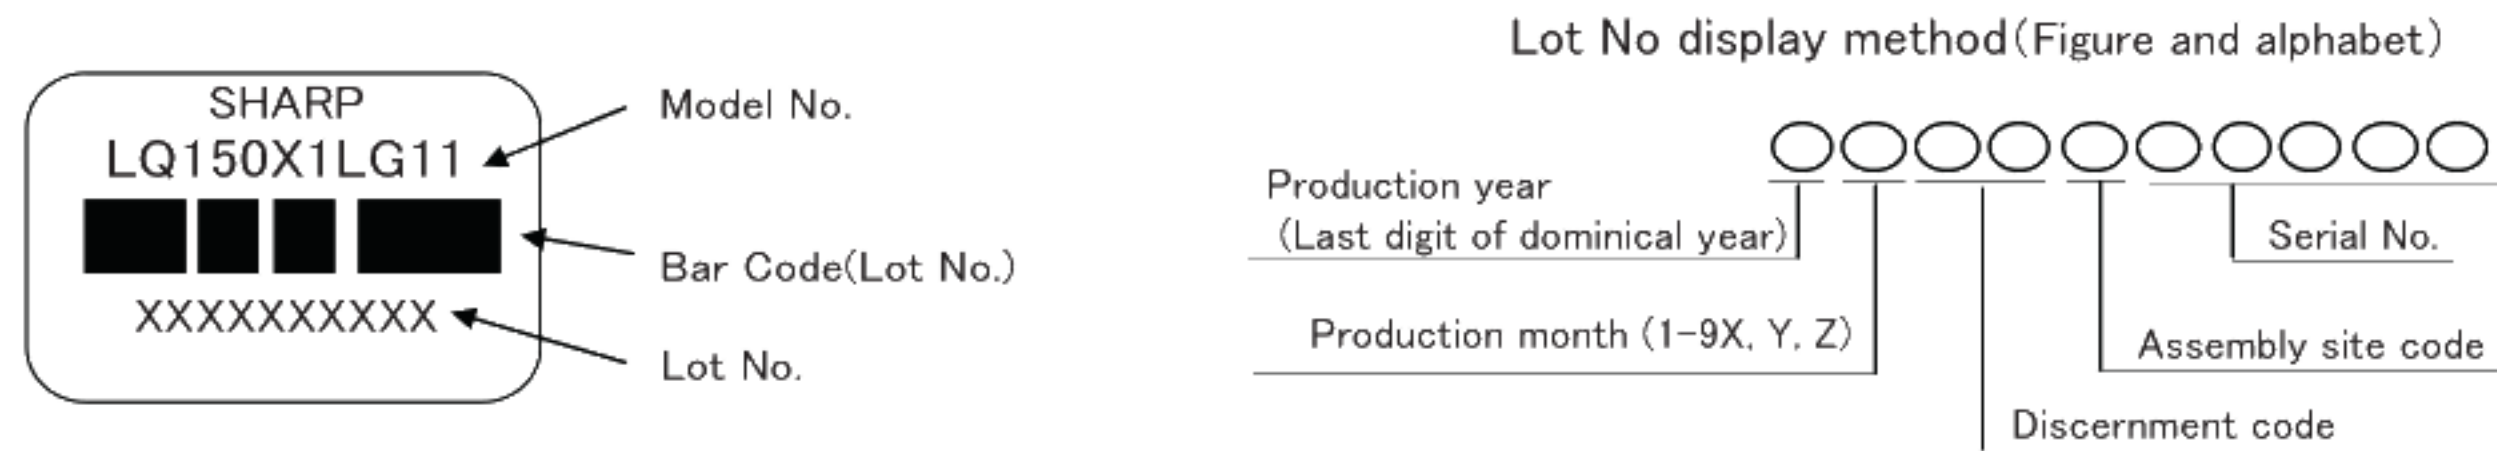 SHARP
LQ150X1LG11
XXXXXXXXXX
Model No.
Bar Code(Lot No.)
Lot No.
Lot No display method(Figure and alphabet)
Production year
(Last digit of dominical year)
Serial No.
Production month (1-9X, Y, Z)
Assembly site code
Discernment code